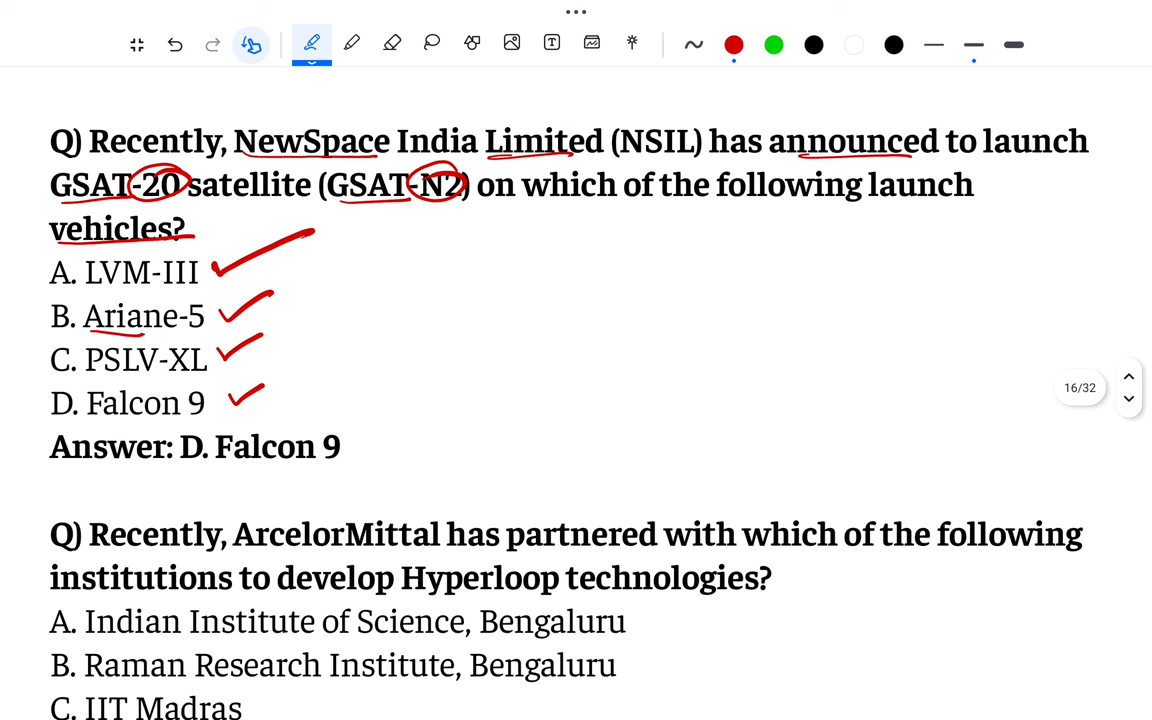 Q) Recently, NewSpace India Limited (NSIL) has announced to launch
GSAT-20 satellite (GSAT-N2) on which of the following launch
vehicles?
A. LVM-III
B. Ariane-5
C. PSLV-XL
D. Falcon 9
Answer: D. Falcon 9
16/32
Q) Recently, ArcelorMittal has partnered with which of the following
institutions to develop Hyperloop technologies?
A. Indian Institute of Science, Bengaluru
B. Raman Research Institute, Bengaluru
C. IIT Madras